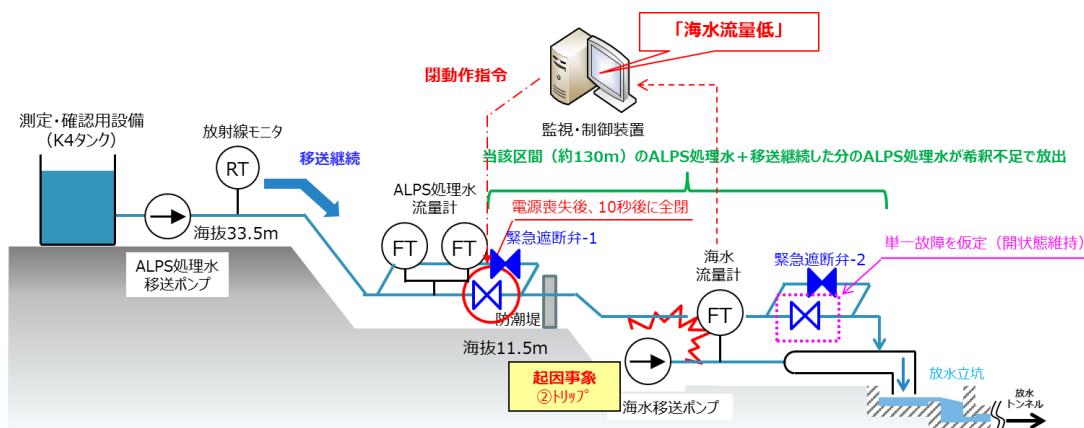 「海水流量低」
閉動作指令
監視・制御装置
測定・確認用設備
（K4タンク）
放射線モニタ
RT
移送継続
当該区間（約130m）のALPS処理水＋移送継続した分のALPS処理水が希釈不足で放出
ALPS処理水
流量計
FT
FT
電源喪失後、10秒後に全閉
緊急遮断弁-1
海水
流量計
FT
単一故障を仮定（開状態維持）
緊急遮断弁-2
海抜33.5m
ALPS処理水
移送ポンプ
防潮堤
海抜11.5m
起因事象
②トリップ
海水移送ポンプ
放水立坑
放水
トンネル